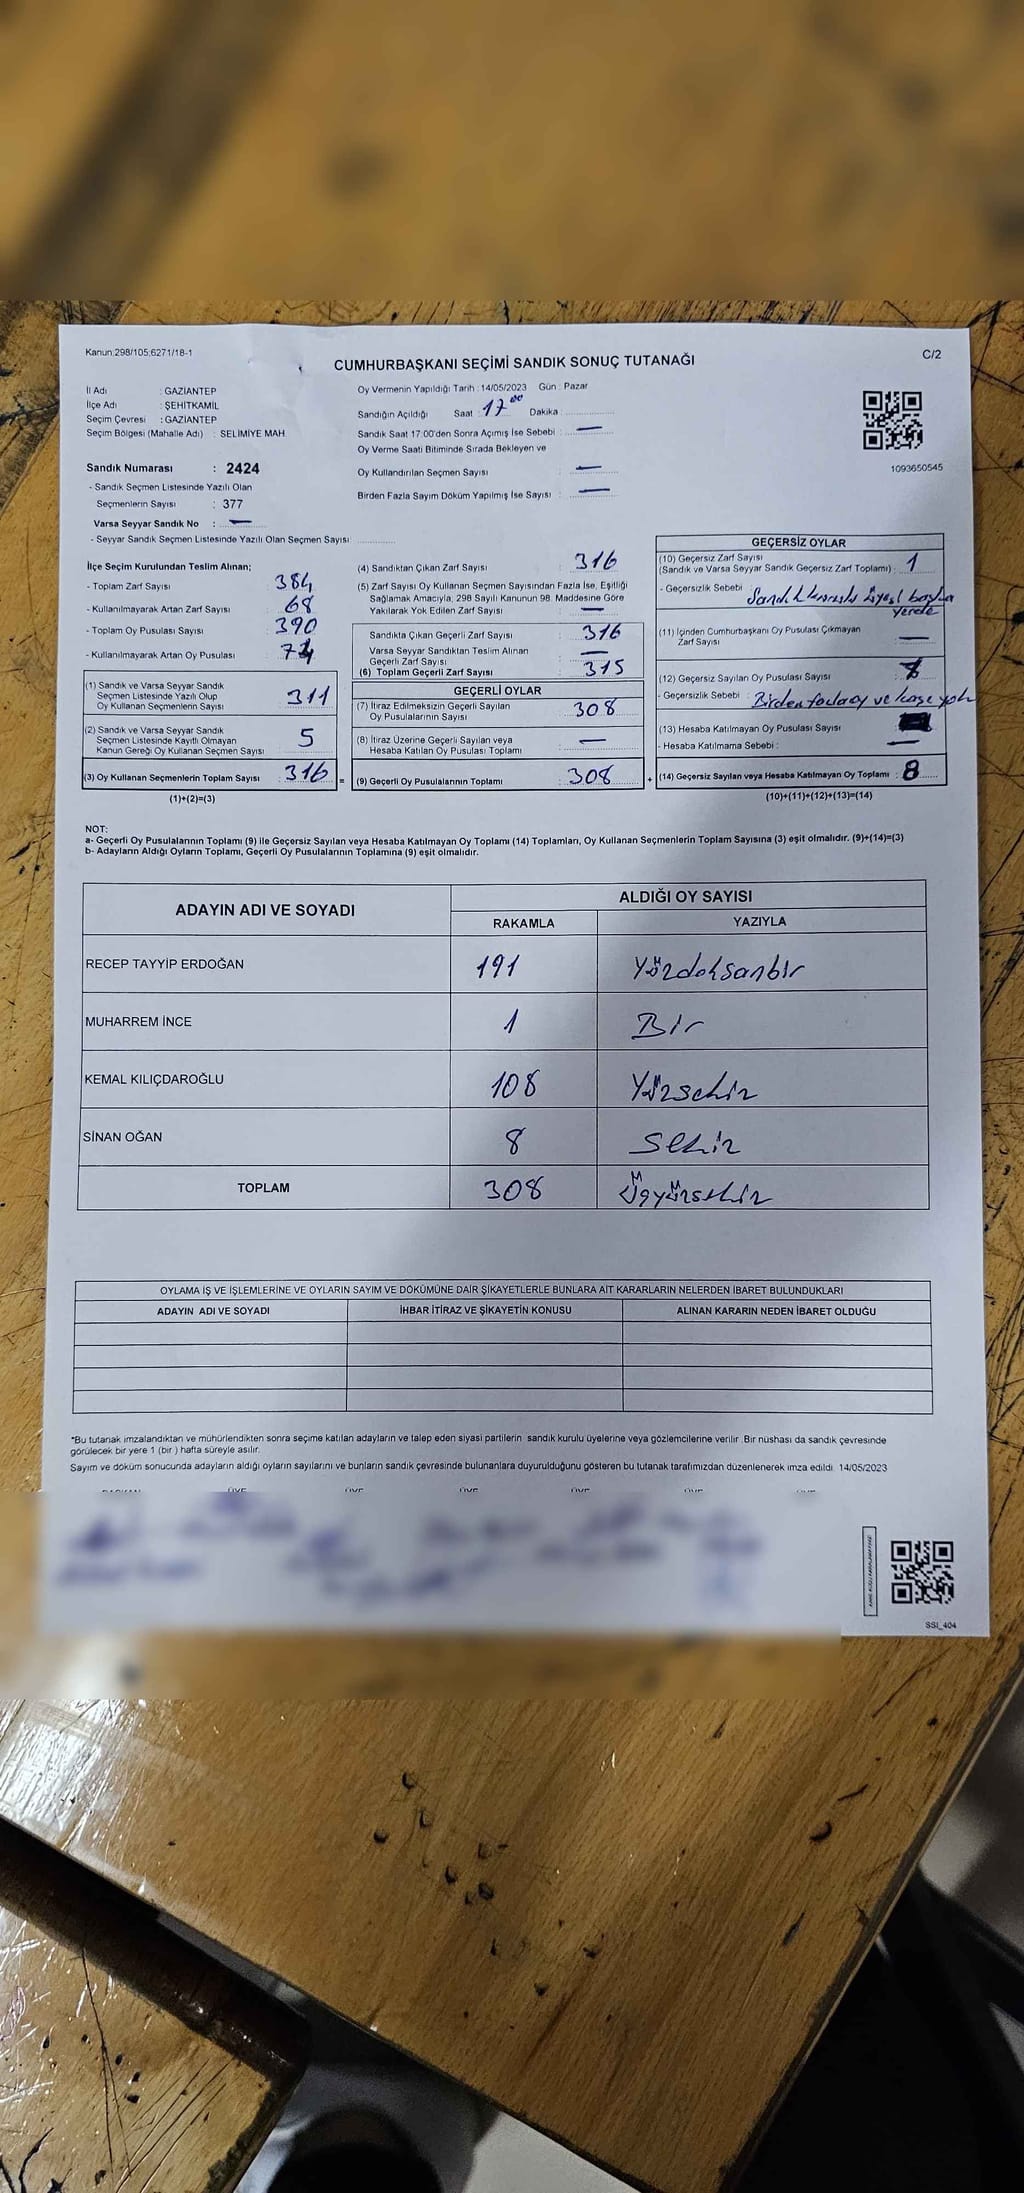 Kanun:298/105;6271/18-1
C/2
CUMHURBAŞKANI SEÇİMİ SANDIK SONUÇ TUTANAĞI
İl Adı : GAZİANTEP
İlçe Adı : ŞEHİTKAMİL
Seçim Çevresi : GAZİANTEP
Seçim Bölgesi (Mahalle Adı) : SELIMIYE MAH.
Sandık Numarası : 2424
- Sandık Seçmen Listesinde Yazılı Olan
Seçmenlerin Sayısı : 377
Varsa Seyyar Sandık No : —
- Seyyar Sandık Seçmen Listesinde Yazılı Olan Seçmen Sayısı:
Oy Vermenin Yapıldığı Tarih : 14/05/2023 Gün : Pazar
Sandığın Açıldığı Saat : 17 00 Dakika :
Sandık Saat 17:00'den Sonra Açımış İse Sebebi : —
Oy Verme Saati Bitiminde Sırada Bekleyen ve
Oy Kullandırılan Seçmen Sayısı : —
Birden Fazla Sayım Döküm Yapılmış İse Sayısı : —
1093650545
İlçe Seçim Kurulundan Teslim Alınan;
- Toplam Zarf Sayısı : 384
- Kullanılmayarak Artan Zarf Sayısı : 68
- Toplam Oy Pusulası Sayısı : 390
- Kullanılmayarak Artan Oy Pusulası : 74
(1) Sandık ve Varsa Seyyar Sandık
Seçmen Listesinde Yazılı Olup
Oy Kullanan Seçmenlerin Sayısı : 311
(2) Sandık ve Varsa Seyyar Sandık
Seçmen Listesinde Kayıtlı Olmayan
Kanun Gereği Oy Kullanan Seçmen Sayısı : 5
(3) Oy Kullanan Seçmenlerin Toplam Sayısı : 316 =
(1)+(2)=(3)
(4) Sandıktan Çıkan Zarf Sayısı : 316
(5) Zarf Sayısı Oy Kullanan Seçmen Sayısından Fazla İse, Eşitliği
Sağlamak Amacıyla, 298 Sayılı Kanunun 98. Maddesine Göre
Yakılarak Yok Edilen Zarf Sayısı : —
Sandıkta Çıkan Geçerli Zarf Sayısı : 316
Varsa Seyyar Sandıktan Teslim Alınan
Geçerli Zarf Sayısı : —
(6) Toplam Geçerli Zarf Sayısı : 315
GEÇERLİ OYLAR
(7) İtiraz Edilmeksizin Geçerli Sayılan
Oy Pusulalarının Sayısı : 308
(8) İtiraz Üzerine Geçerli Sayılan veya
Hesaba Katılan Oy Pusulası Toplamı : —
(9) Geçerli Oy Pusulalarının Toplamı : 308 +
GEÇERSİZ OYLAR
(10) Geçersiz Zarf Sayısı
(Sandık ve Varsa Seyyar Sandık Geçersiz Zarf Toplamı) : 1
- Geçersizlik Sebebi : Sandık kurulu üyesi başka
yerde
(11) İçinden Cumhurbaşkanı Oy Pusulası Çıkmayan
Zarf Sayısı : —
(12) Geçersiz Sayılan Oy Pusulası Sayısı :
- Geçersizlik Sebebi : Birden fazla oy ve kaşe yok
(13) Hesaba Katılmayan Oy Pusulası Sayısı :
- Hesaba Katılmama Sebebi : —
(14) Geçersiz Sayılan veya Hesaba Katılmayan Oy Toplamı : 8
(10)+(11)+(12)+(13)=(14)
NOT:
a- Geçerli Oy Pusulalarının Toplamı (9) ile Geçersiz Sayılan veya Hesaba Katılmayan Oy Toplamı (14) Toplamları, Oy Kullanan Seçmenlerin Toplam Sayısına (3) eşit olmalıdır. (9)+(14)=(3)
b- Adayların Aldığı Oyların Toplamı, Geçerli Oy Pusulalarının Toplamına (9) eşit olmalıdır.
ADAYIN ADI VE SOYADI
ALDIĞI OY SAYISI
RAKAMLA YAZIYLA
RECEP TAYYİP ERDOĞAN 191 Yüzdoksanbir
MUHARREM İNCE 1 Bir
KEMAL KILIÇDAROĞLU 108 Yüzsekiz
SİNAN OĞAN 8 Sekiz
TOPLAM 308 Üçyüzsekiz
OYLAMA İŞ VE İŞLEMLERİNE VE OYLARIN SAYIM VE DÖKÜMÜNE DAİR ŞİKAYETLERLE BUNLARA AİT KARARLARIN NELERDEN İBARET BULUNDUKLARI
ADAYIN ADI VE SOYADI İHBAR İTİRAZ VE ŞİKAYETİN KONUSU ALINAN KARARIN NEDEN İBARET OLDUĞU
*Bu tutanak imzalandıktan ve mühürlendikten sonra seçime katılan adayların ve talep eden siyasi partilerin sandık kurulu üyelerine veya gözlemcilerine verilir .Bir nüshası da sandık çevresinde
görülecek bir yere 1 (bir ) hafta süreyle asılır.
Sayım ve döküm sonucunda adayların aldığı oyların sayılarını ve bunların sandık çevresinde bulunanlara duyurulduğunu gösteren bu tutanak tarafımızdan düzenlenerek imza edildi. 14/05/2023
SSI_404